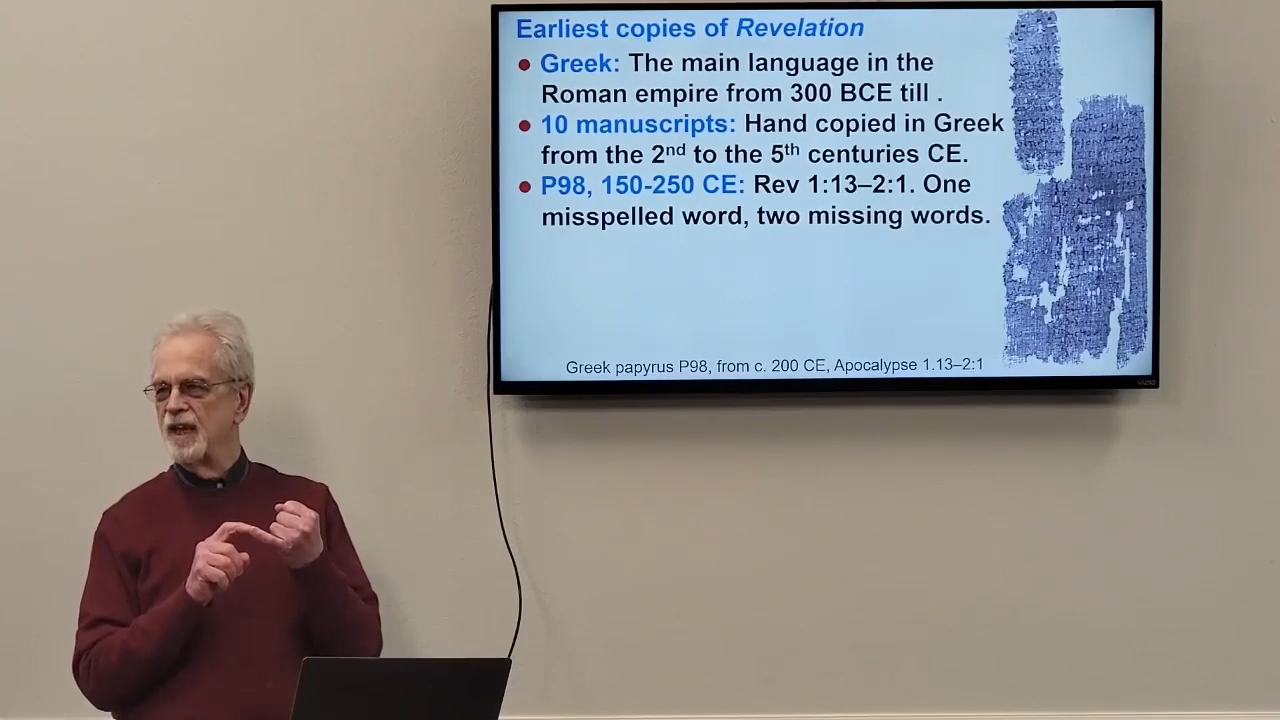 Earliest copies of Revelation
• Greek: The main language in the
Roman empire from 300 BCE till .
• 10 manuscripts: Hand copied in Greek
from the 2nd to the 5th centuries CE.
• P98, 150-250 CE: Rev 1:13–2:1. One
misspelled word, two missing words.
Greek papyrus P98, from c. 200 CE, Apocalypse 1.13–2:1
VIZIO